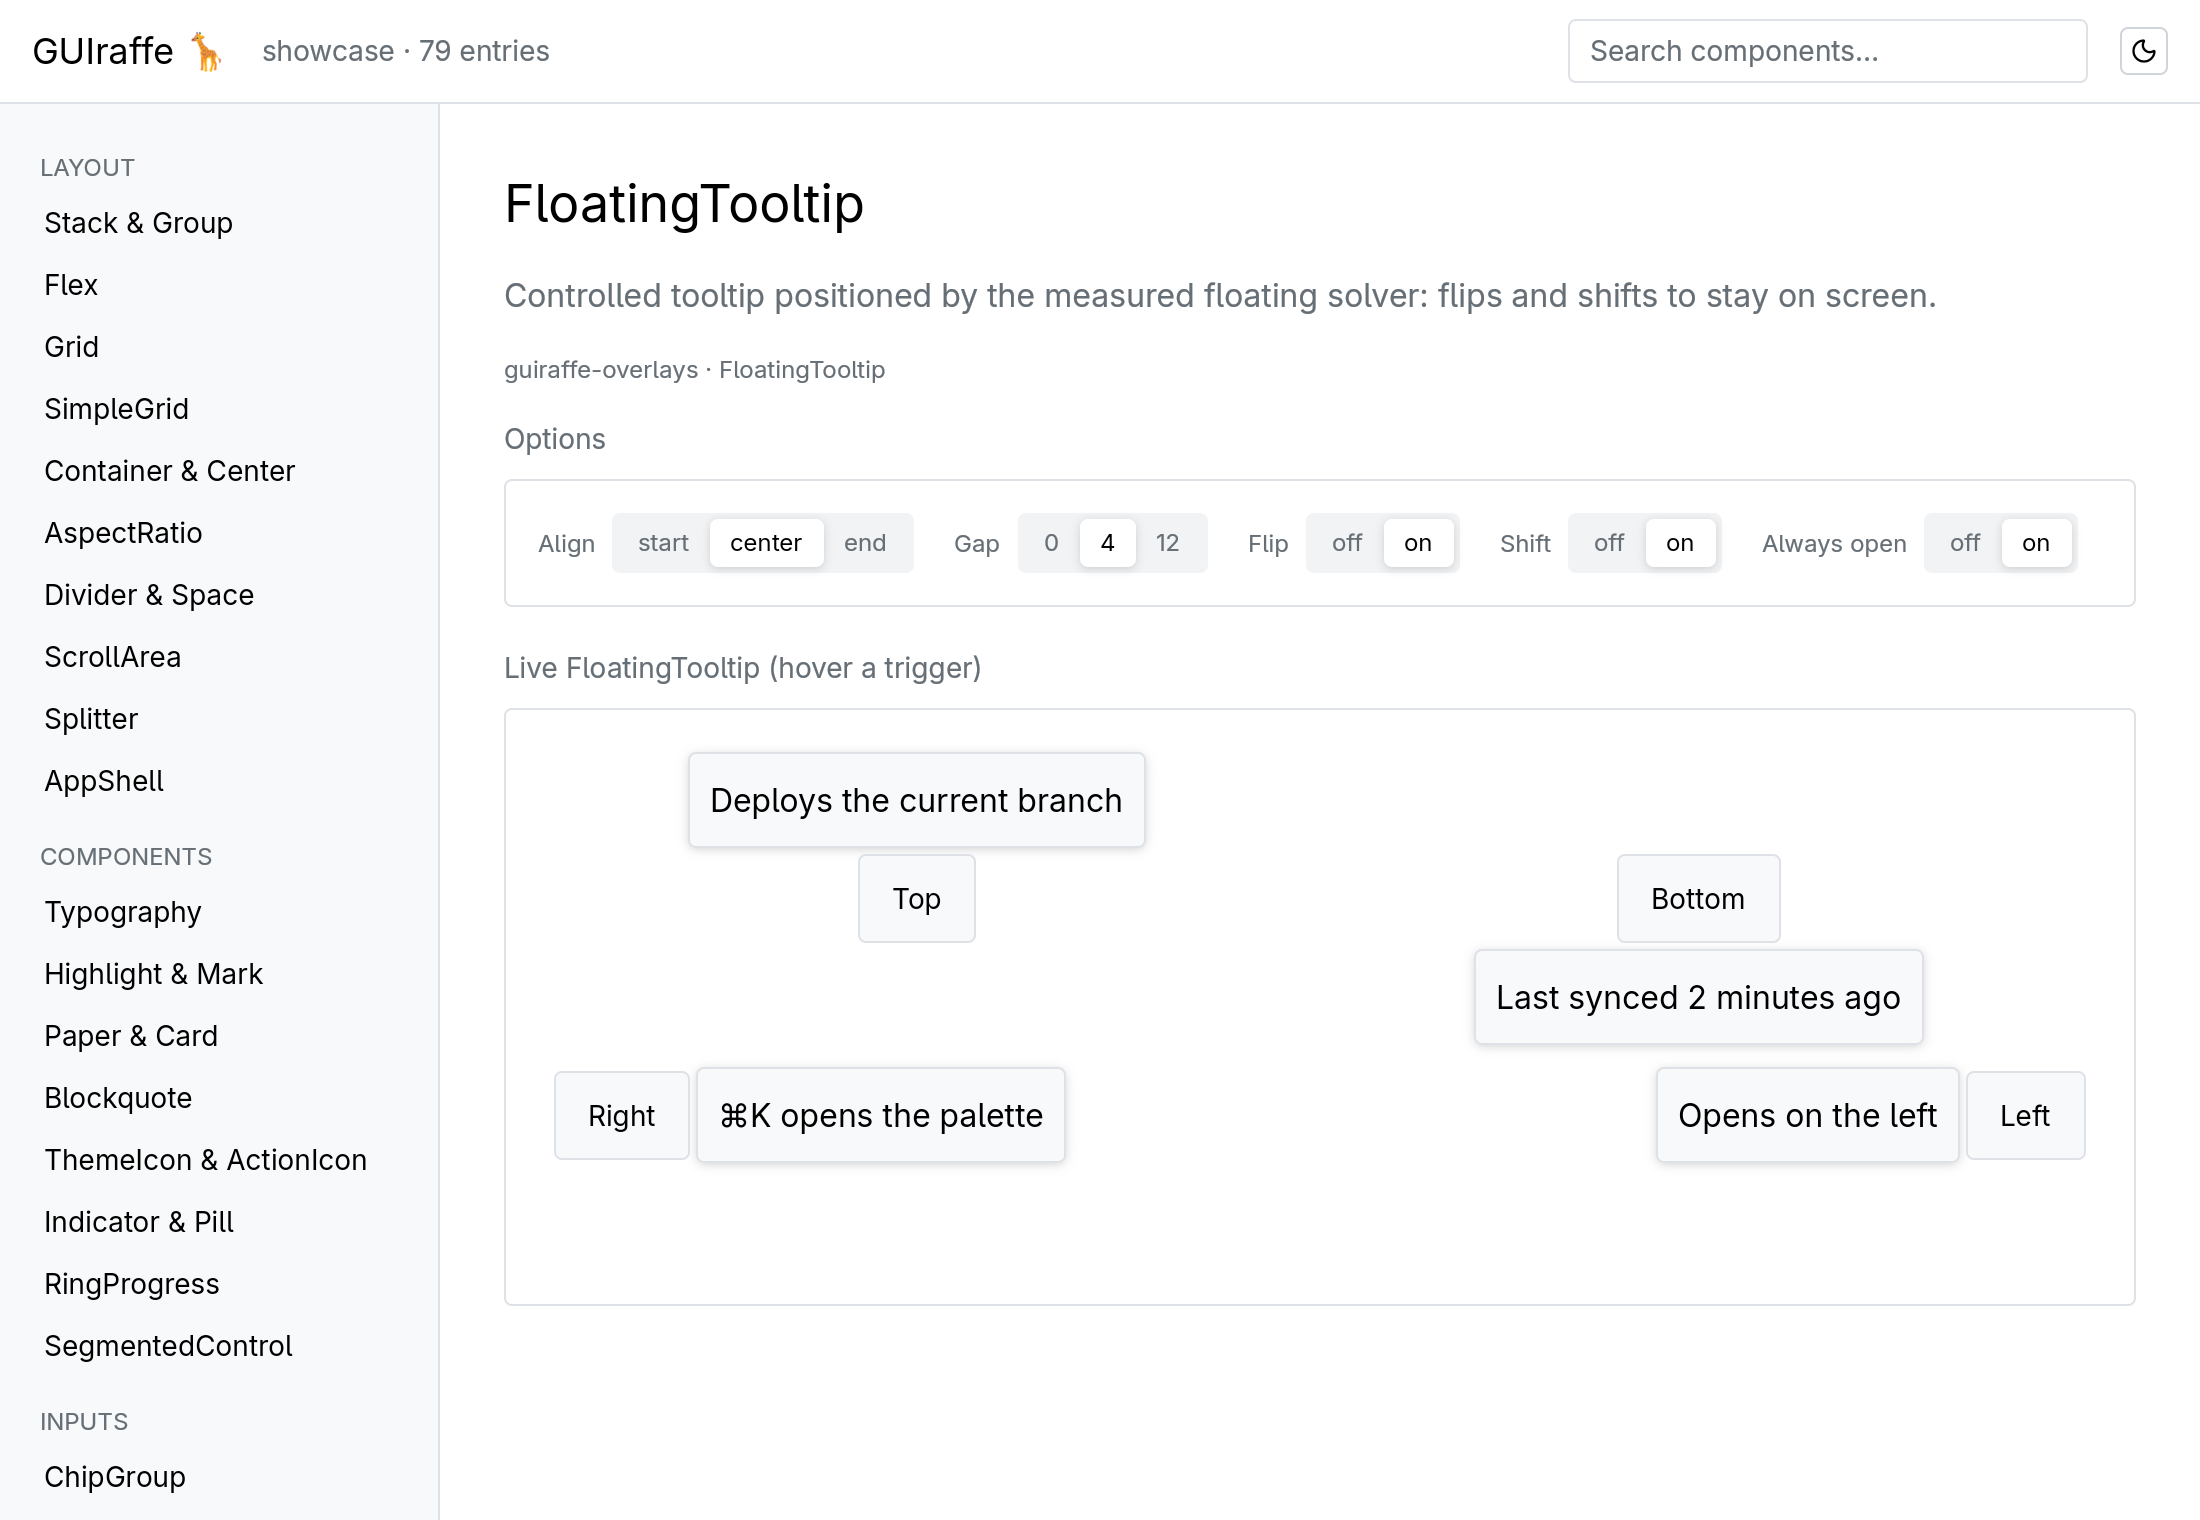 GUIraffe 🦒 showcase · 79 entries
Search components...
LAYOUT
Stack & Group
Flex
Grid
SimpleGrid
Container & Center
AspectRatio
Divider & Space
ScrollArea
Splitter
AppShell
COMPONENTS
Typography
Highlight & Mark
Paper & Card
Blockquote
ThemeIcon & ActionIcon
Indicator & Pill
RingProgress
SegmentedControl
INPUTS
ChipGroup
FloatingTooltip
Controlled tooltip positioned by the measured floating solver: flips and shifts to stay on screen.
guiraffe-overlays · FloatingTooltip
Options
Align start center end Gap 0 4 12 Flip off on Shift off on Always open off on
Live FloatingTooltip (hover a trigger)
Deploys the current branch
Top Bottom
Last synced 2 minutes ago
Right ⌘K opens the palette Opens on the left Left